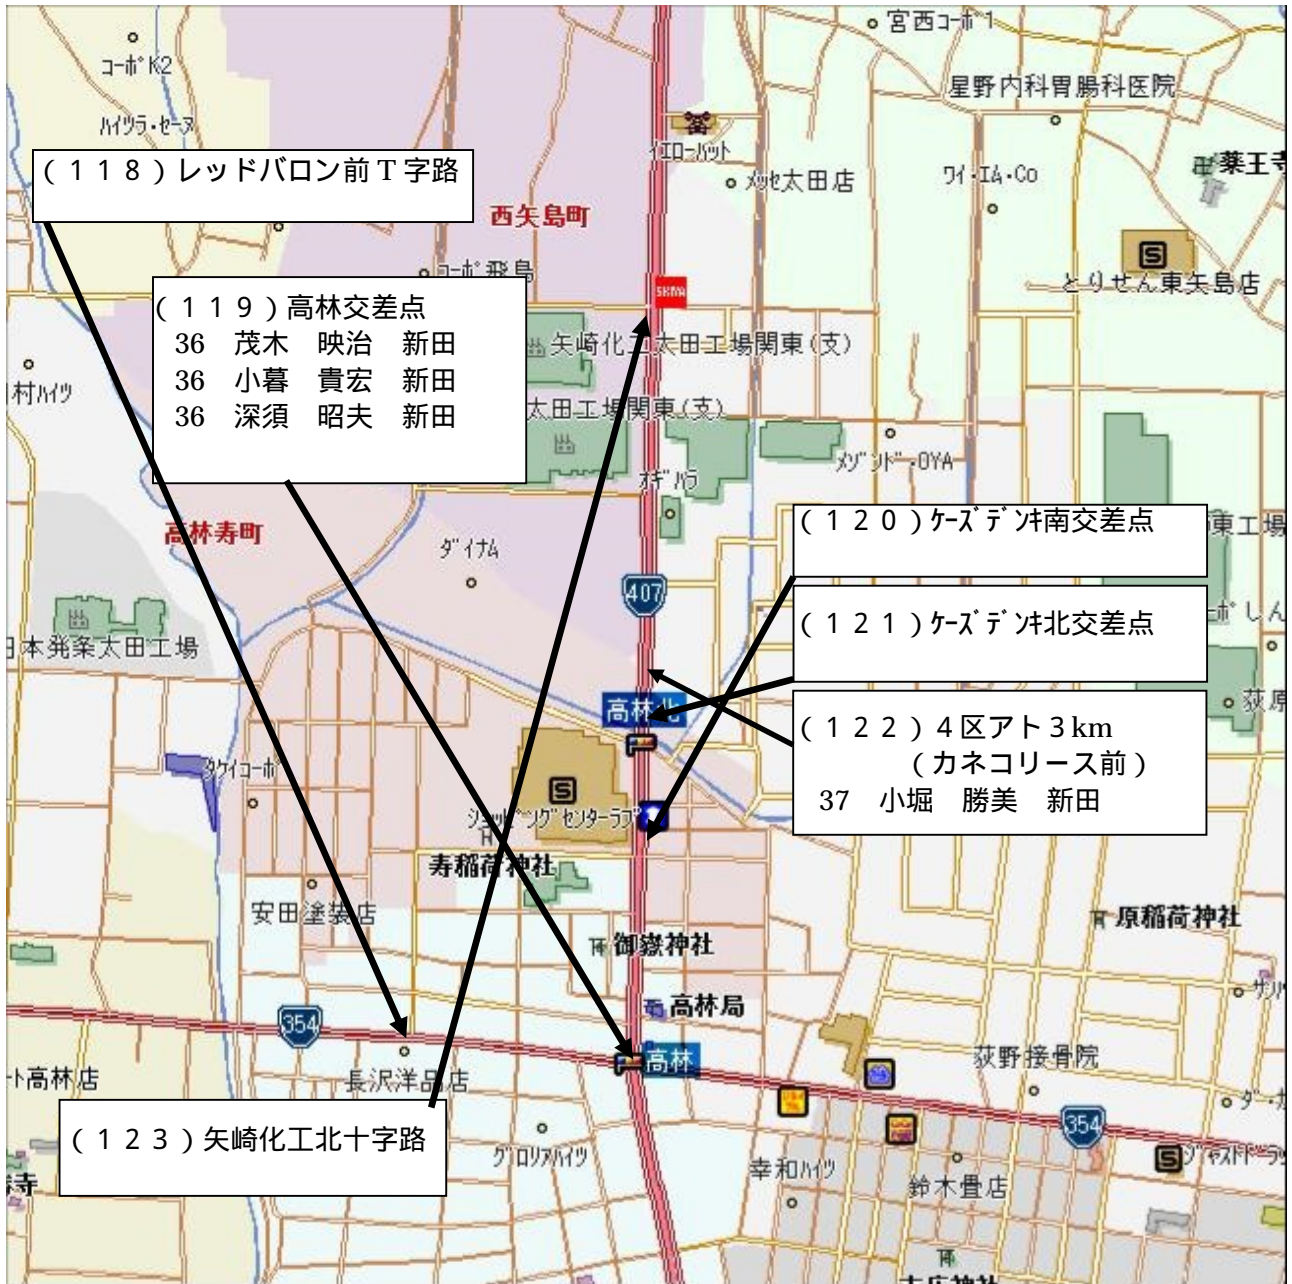 宮西コーポ1
コーポK2
星野内科胃腸科医院
ハイツラ・セーヌ
イエローハット
(118)レッドバロン前T字路
メッセ太田店
ワイ・エム・Co
薬王寺
西矢島町
コーポ飛鳥
とりせん東矢島店
(119)高林交差点
36 茂木 映治 新田
36 小暮 貴宏 新田
36 深須 昭夫 新田
矢崎化工太田工場関東(支)
村ハイツ
太田工場関東(支)
メゾンド・OYA
オギハラ
(120)ケーズデンキ南交差点
東工場
高林寿町
ダイナム
407
(121)ケーズデンキ北交差点
日本発条太田工場
高林北
荻原
(122)4区アト3km
(カネコリース前)
37 小堀 勝美 新田
タケイコーポ
S
ショッピングセンターラブ
寿稲荷神社
安田塗装店
原稲荷神社
御嶽神社
高林局
354
高林
荻野接骨院
ト高林店
長沢洋品店
354
(123)矢崎化工北十字路
グロリアハイツ
幸和ハイツ
鈴木畳店
S
寺